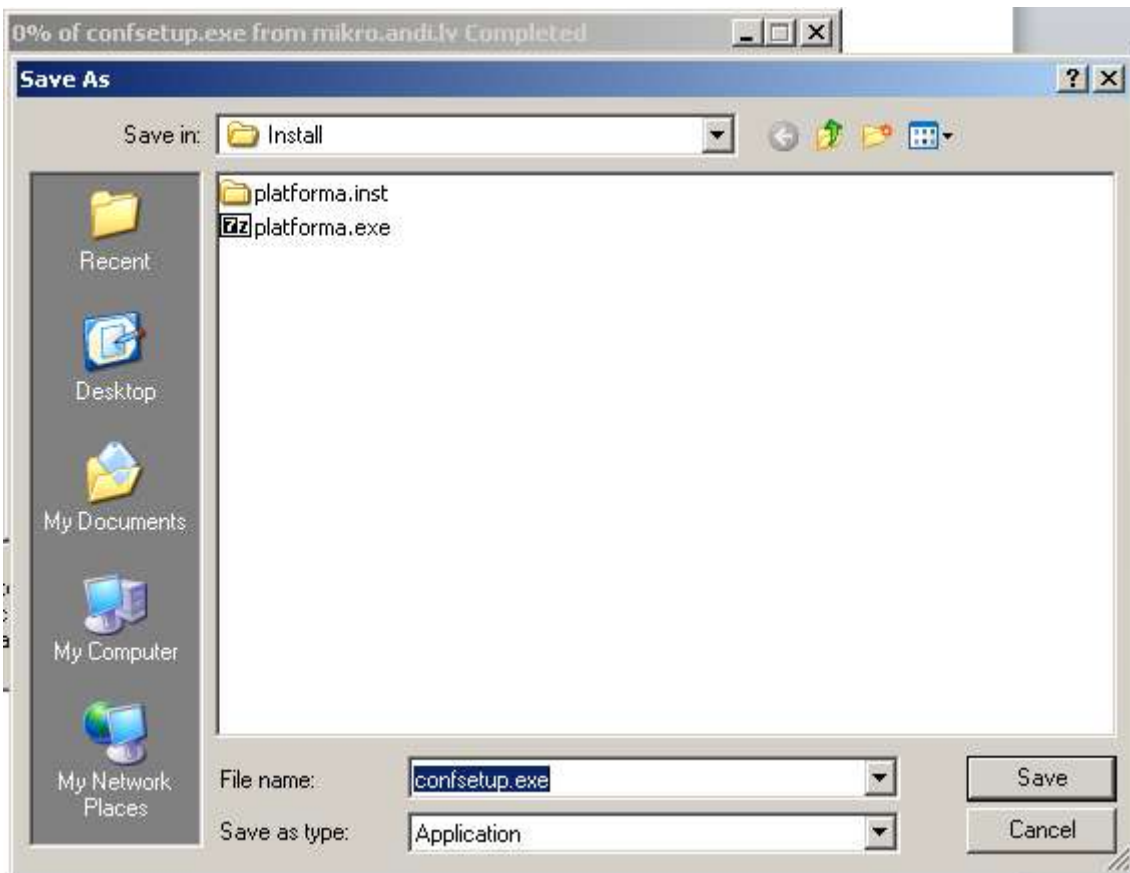 0% of confsetup.exe from mikro.andi.lv Completed
Save As
Save in:
Install
platforma.inst
platforma.exe
Recent
Desktop
My Documents
My Computer
My Network
Places
File name:
confsetup.exe
Save
Save as type:
Application
Cancel